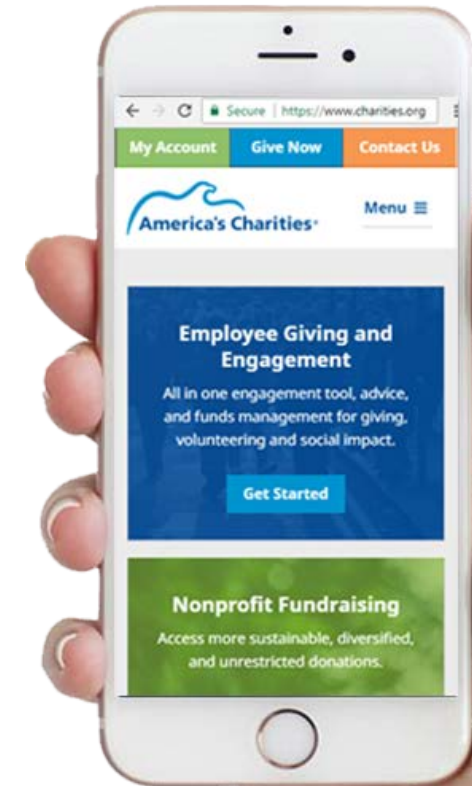 Secure | https://www.charities.org
My Account Give Now Contact Us
America's Charities®
Menu
Employee Giving and
Engagement
All in one engagement tool, advice,
and funds management for giving,
volunteering and social impact.
Get Started
Nonprofit Fundraising
Access more sustainable, diversified,
and unrestricted donations.